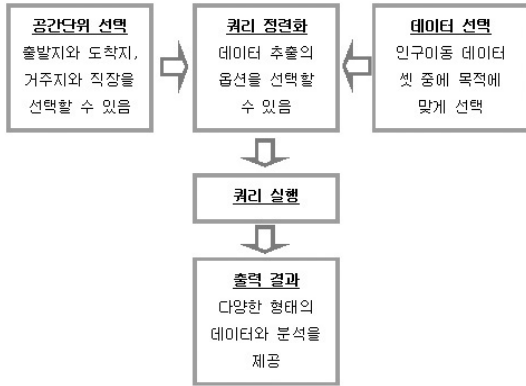 공간단위 선택
출발지와 도착지,
거주지와 직장을
선택할 수 있음
쿼리 정련화
데이터 추출의
옵션을 선택할
수 있음
데이터 선택
인구이동 데이터
셋 중에 목적에
맞게 선택
쿼리 실행
출력 결과
다양한 형태의
데이터와 분석을
제공